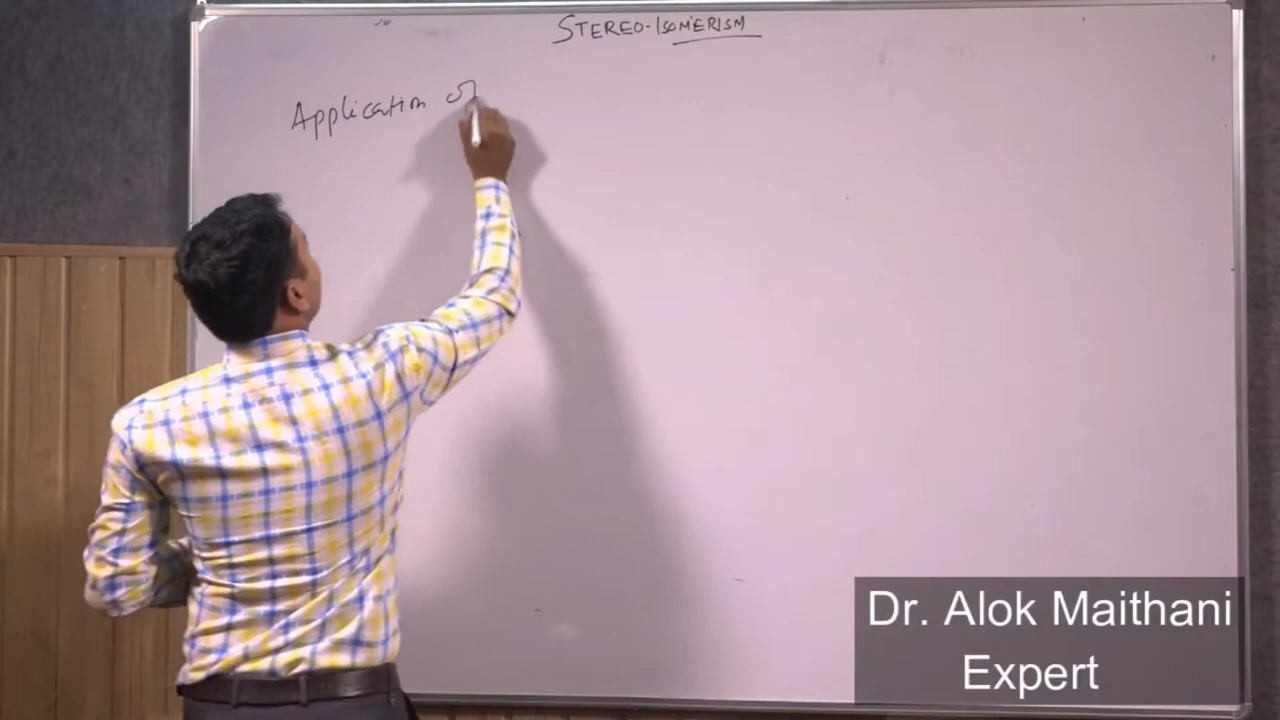 STEREO-ISOMERISM
Application of
Dr. Alok Maithani
Expert